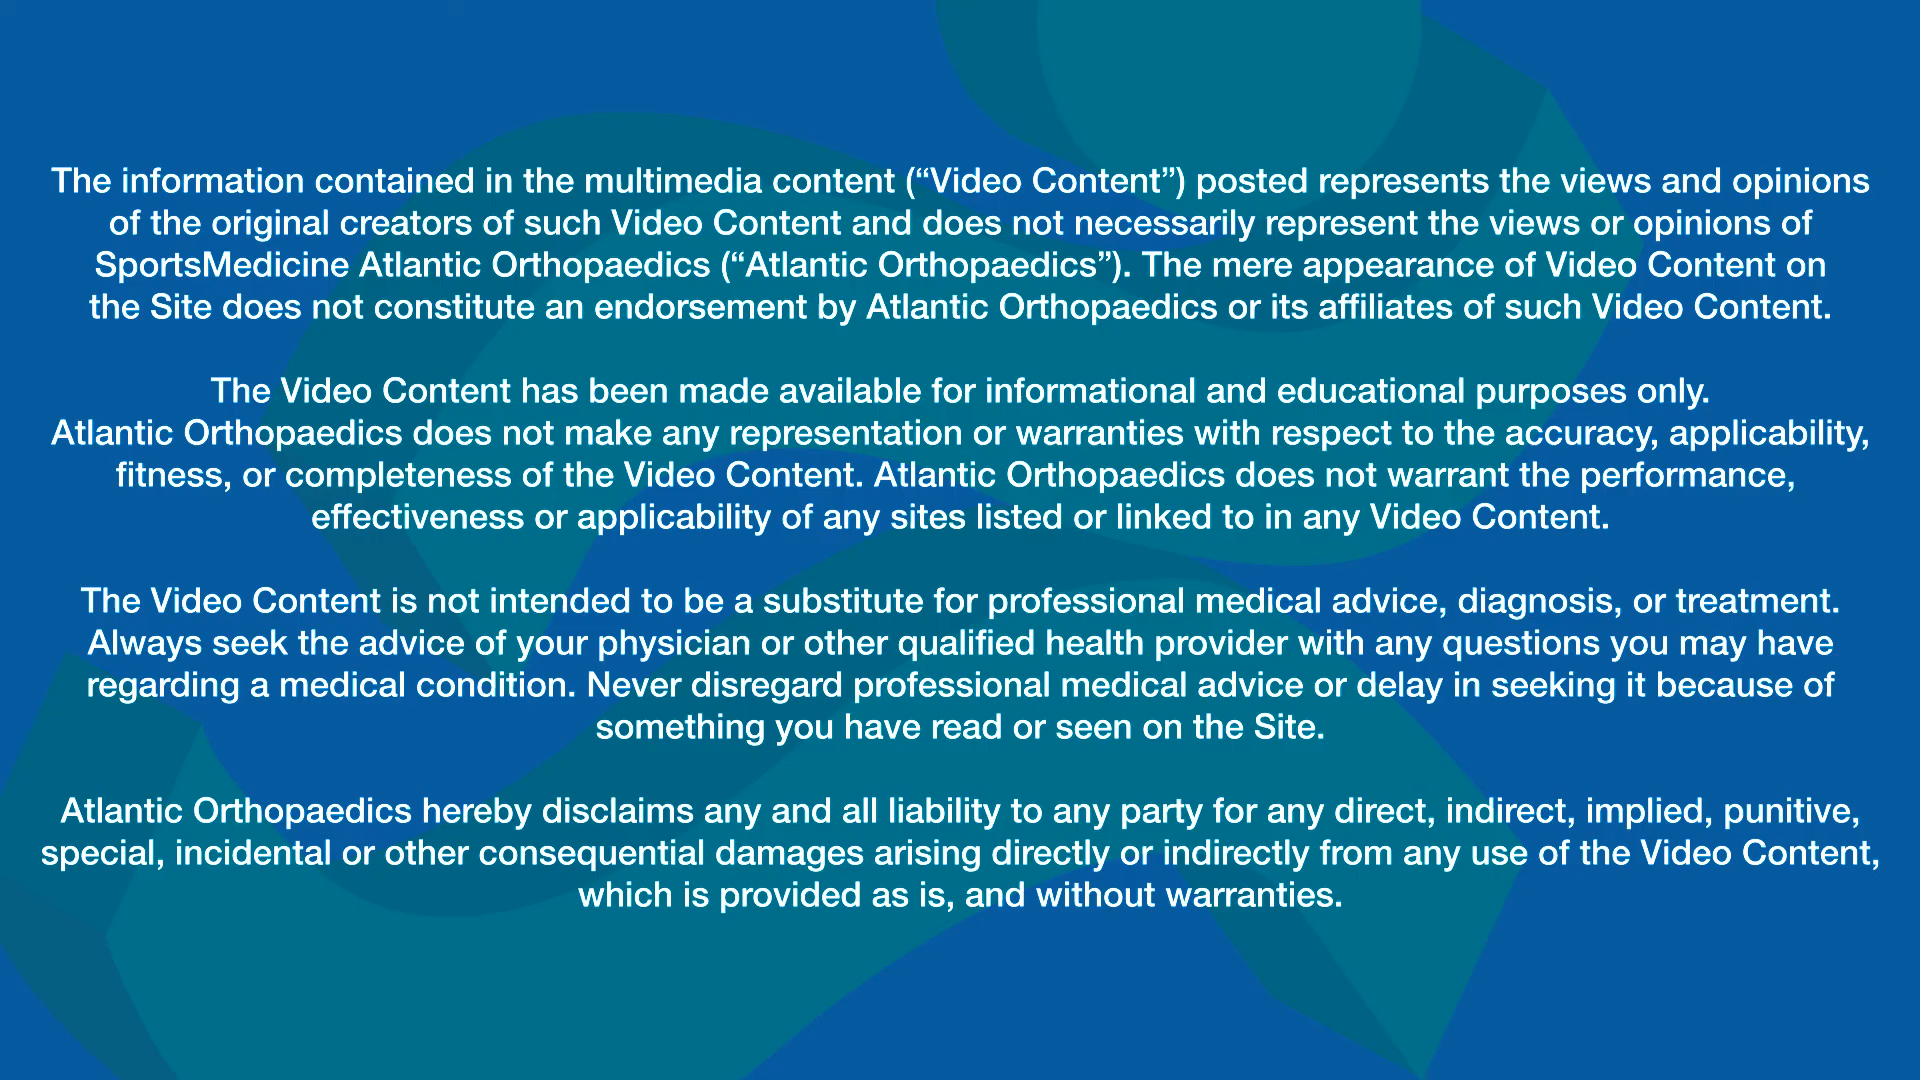 The information contained in the multimedia content (“Video Content”) posted represents the views and opinions
of the original creators of such Video Content and does not necessarily represent the views or opinions of
SportsMedicine Atlantic Orthopaedics (“Atlantic Orthopaedics”). The mere appearance of Video Content on
the Site does not constitute an endorsement by Atlantic Orthopaedics or its affiliates of such Video Content.
The Video Content has been made available for informational and educational purposes only.
Atlantic Orthopaedics does not make any representation or warranties with respect to the accuracy, applicability,
fitness, or completeness of the Video Content. Atlantic Orthopaedics does not warrant the performance,
effectiveness or applicability of any sites listed or linked to in any Video Content.
The Video Content is not intended to be a substitute for professional medical advice, diagnosis, or treatment.
Always seek the advice of your physician or other qualified health provider with any questions you may have
regarding a medical condition. Never disregard professional medical advice or delay in seeking it because of
something you have read or seen on the Site.
Atlantic Orthopaedics hereby disclaims any and all liability to any party for any direct, indirect, implied, punitive,
special, incidental or other consequential damages arising directly or indirectly from any use of the Video Content,
which is provided as is, and without warranties.